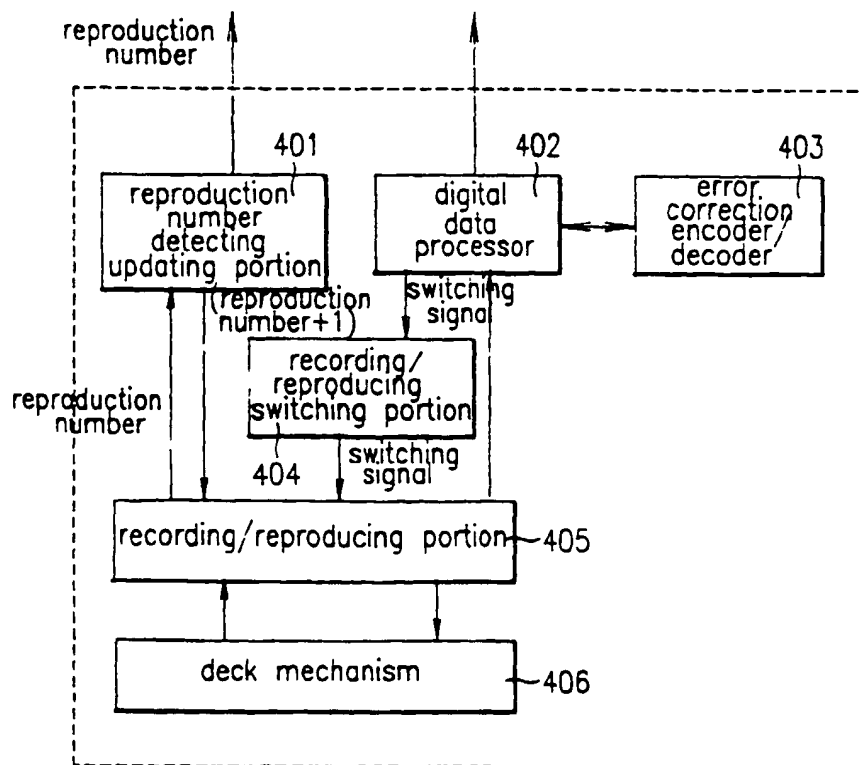 reproduction
number
401
402
403
reproduction
number
detecting
updating portion
digital
data
processor
error
correction
encoder/
decoder
(reproduction
number+1)
switching
signal
recording/
reproducing
switching portion
404
reproduction
number
switching
signal
recording/reproducing portion
405
deck mechanism
406